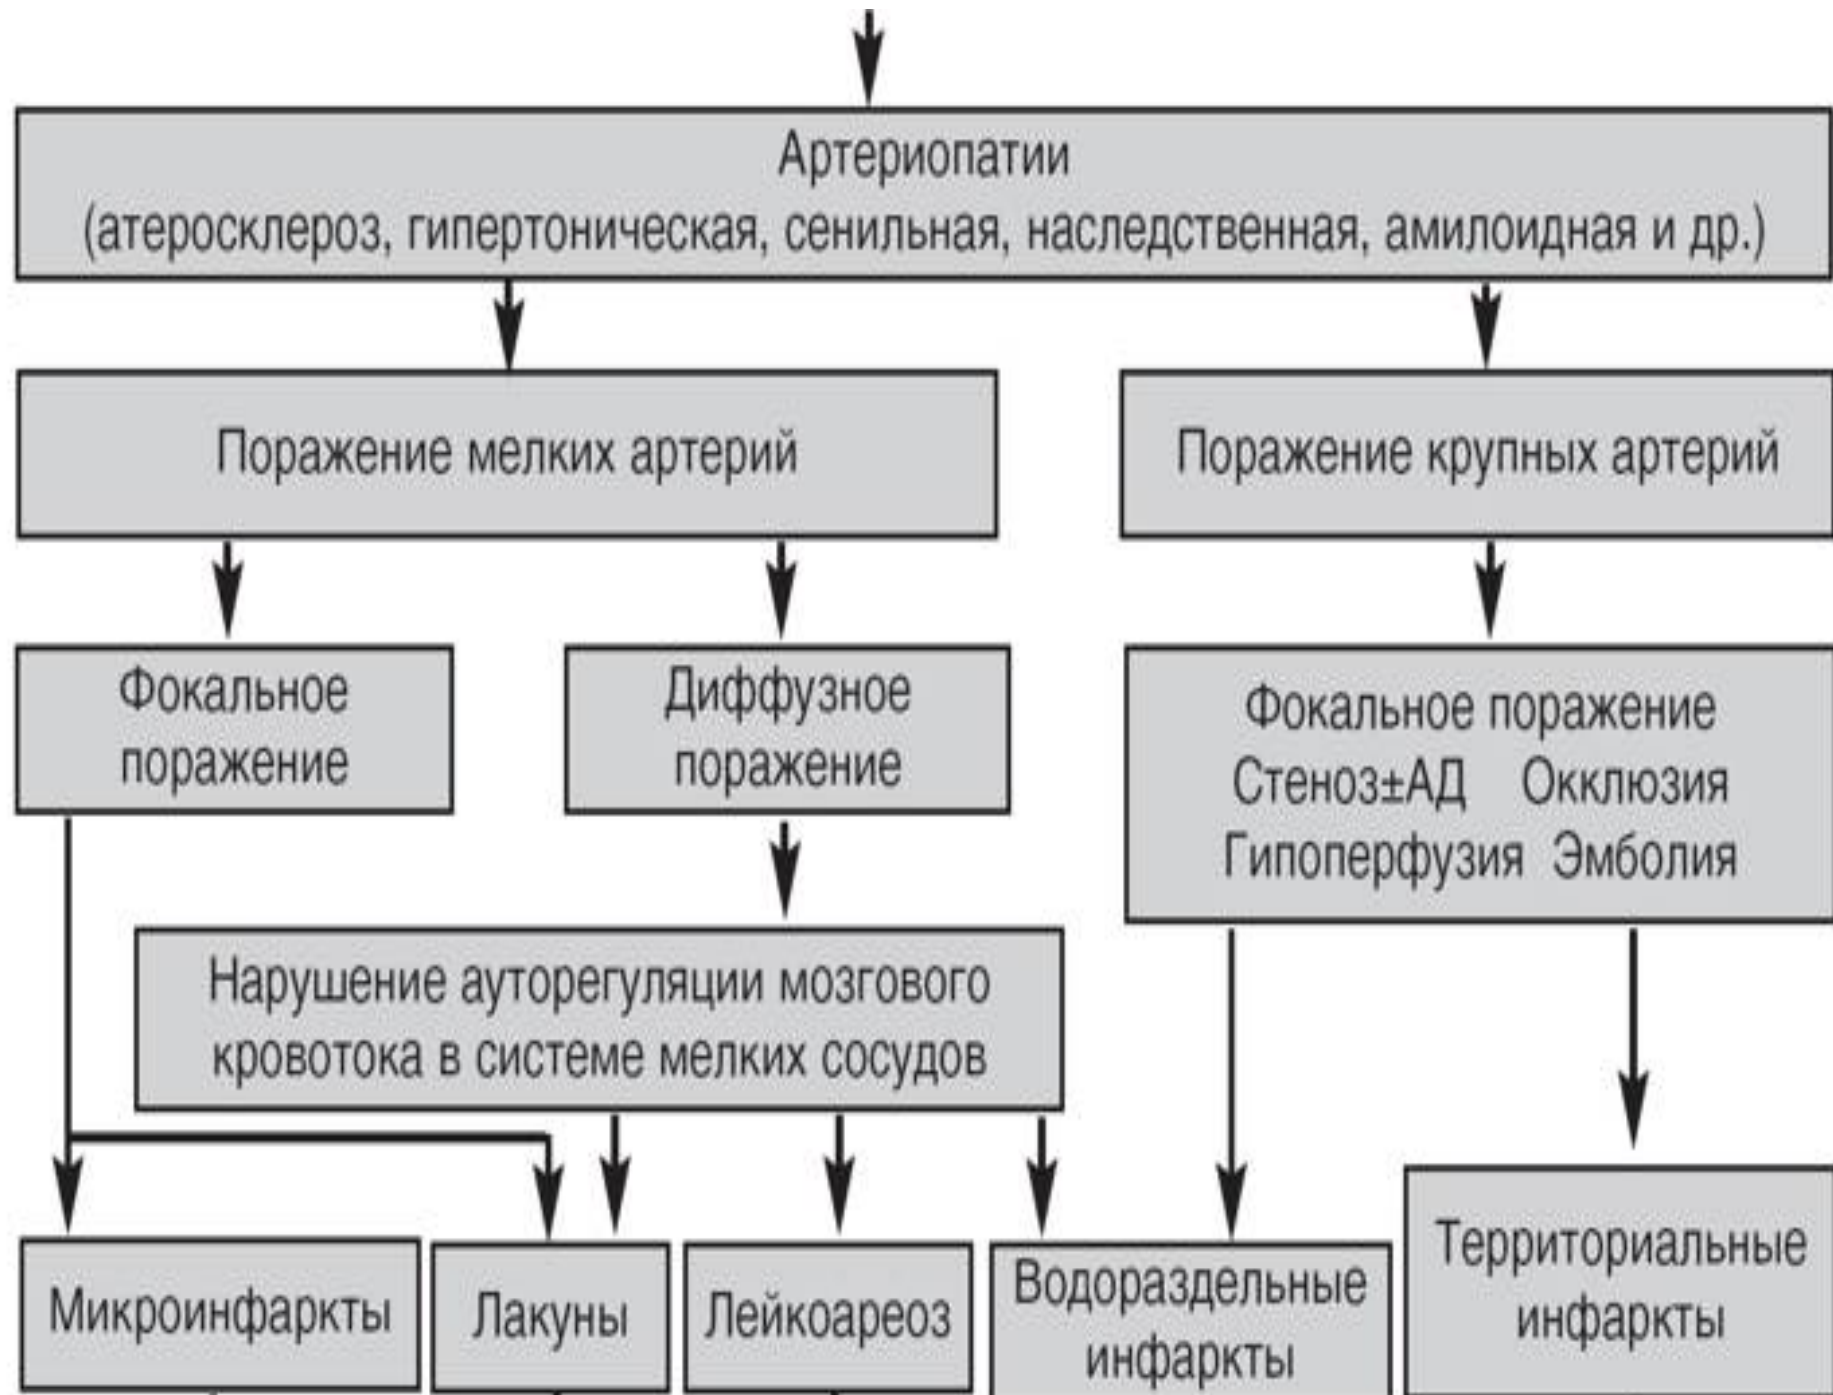 Артериопатии
(атеросклероз, гипертоническая, сенильная, наследственная, амилоидная и др.)
Поражение мелких артерий
Поражение крупных артерий
Фокальное
поражение
Диффузное
поражение
Фокальное поражение
Стеноз±АД Окклюзия
Гипоперфузия Эмболия
Нарушение ауторегуляции мозгового
кровотока в системе мелких сосудов
Микроинфаркты
Лакуны
Лейкоареоз
Водораздельные
инфаркты
Территориальные
инфаркты